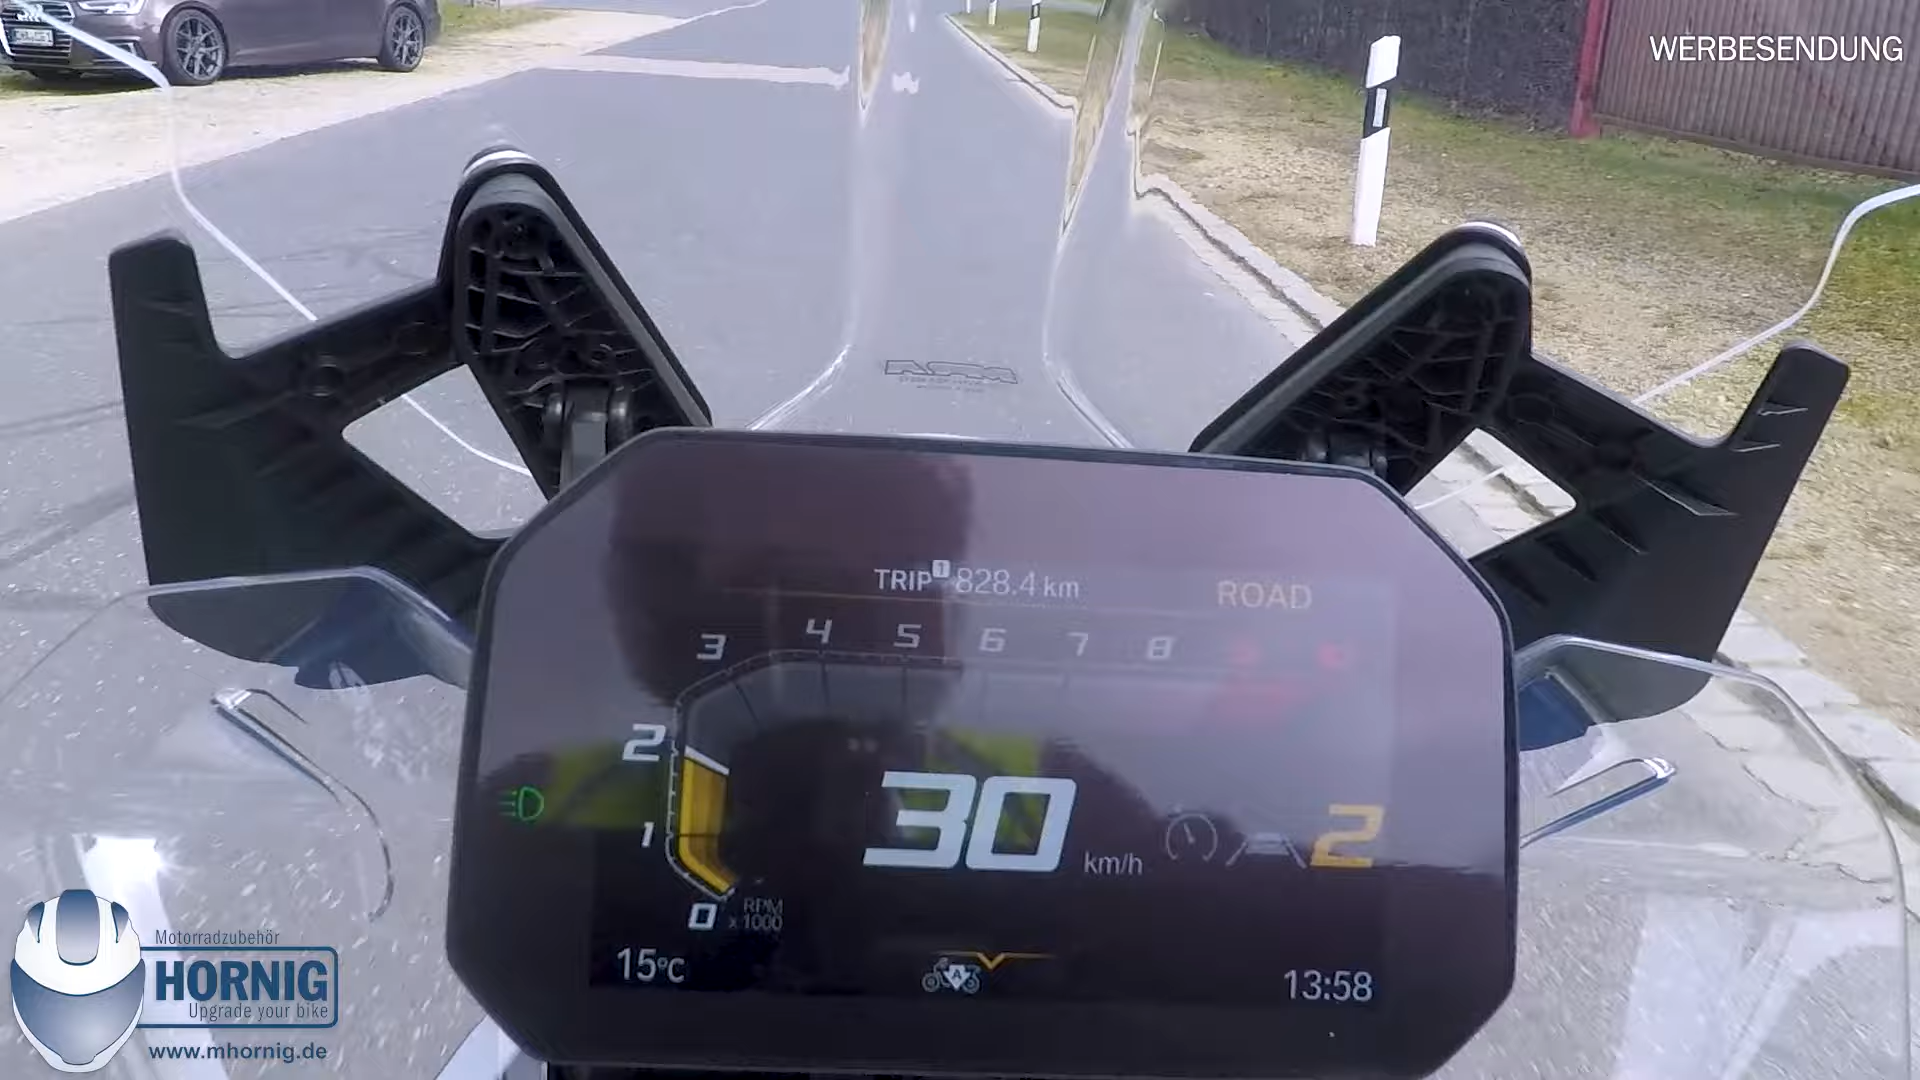 WERBESENDUNG
TRIP 1 828.4 km
ROAD
3 4 5 6 7 8
2
1
30 km/h
2
0 RPM x 1000
15°C
A
13:58
Motorradzubehör
HORNIG
Upgrade your bike
www.mhornig.de